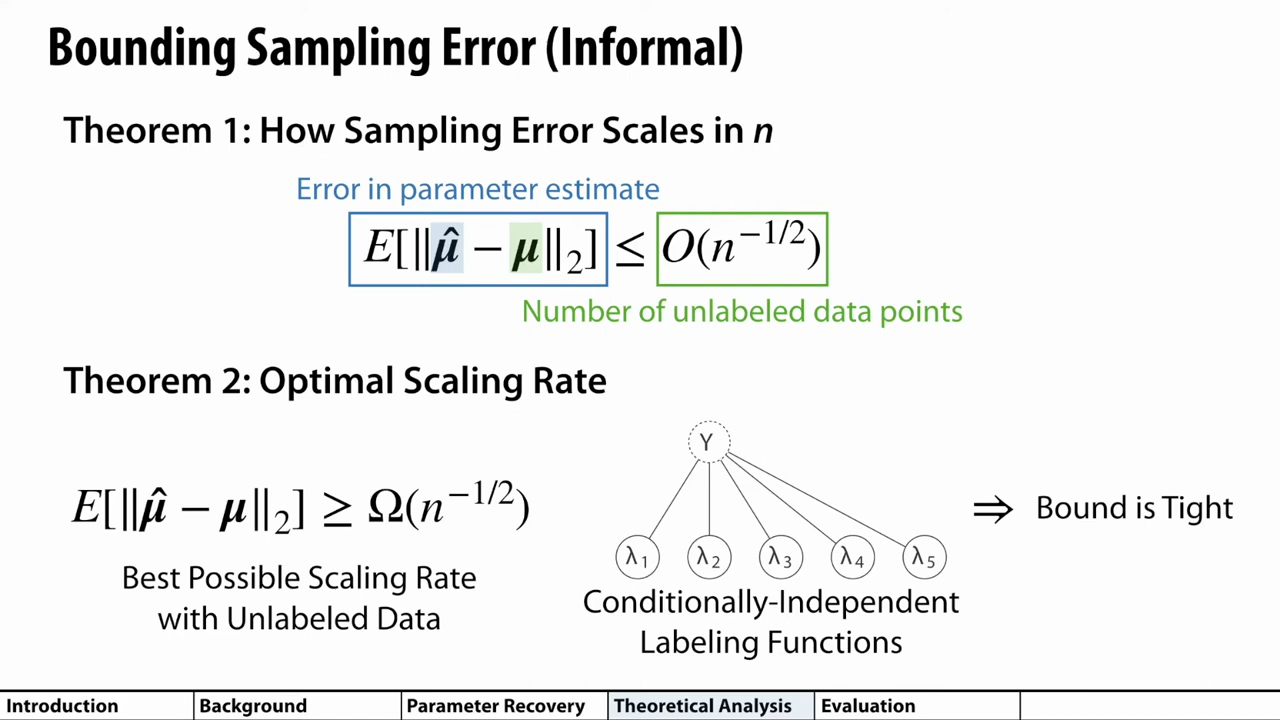 Bounding Sampling Error (Informal)
Theorem 1: How Sampling Error Scales in n
Error in parameter estimate
E[||μ̂ − μ||₂] ≤ O(n⁻¹/²)
Number of unlabeled data points
Theorem 2: Optimal Scaling Rate
Y
E[||μ̂ − μ||₂] ≥ Ω(n⁻¹/²)
⇒ Bound is Tight
λ₁ λ₂ λ₃ λ₄ λ₅
Best Possible Scaling Rate
with Unlabeled Data
Conditionally-Independent
Labeling Functions
Introduction Background Parameter Recovery Theoretical Analysis Evaluation